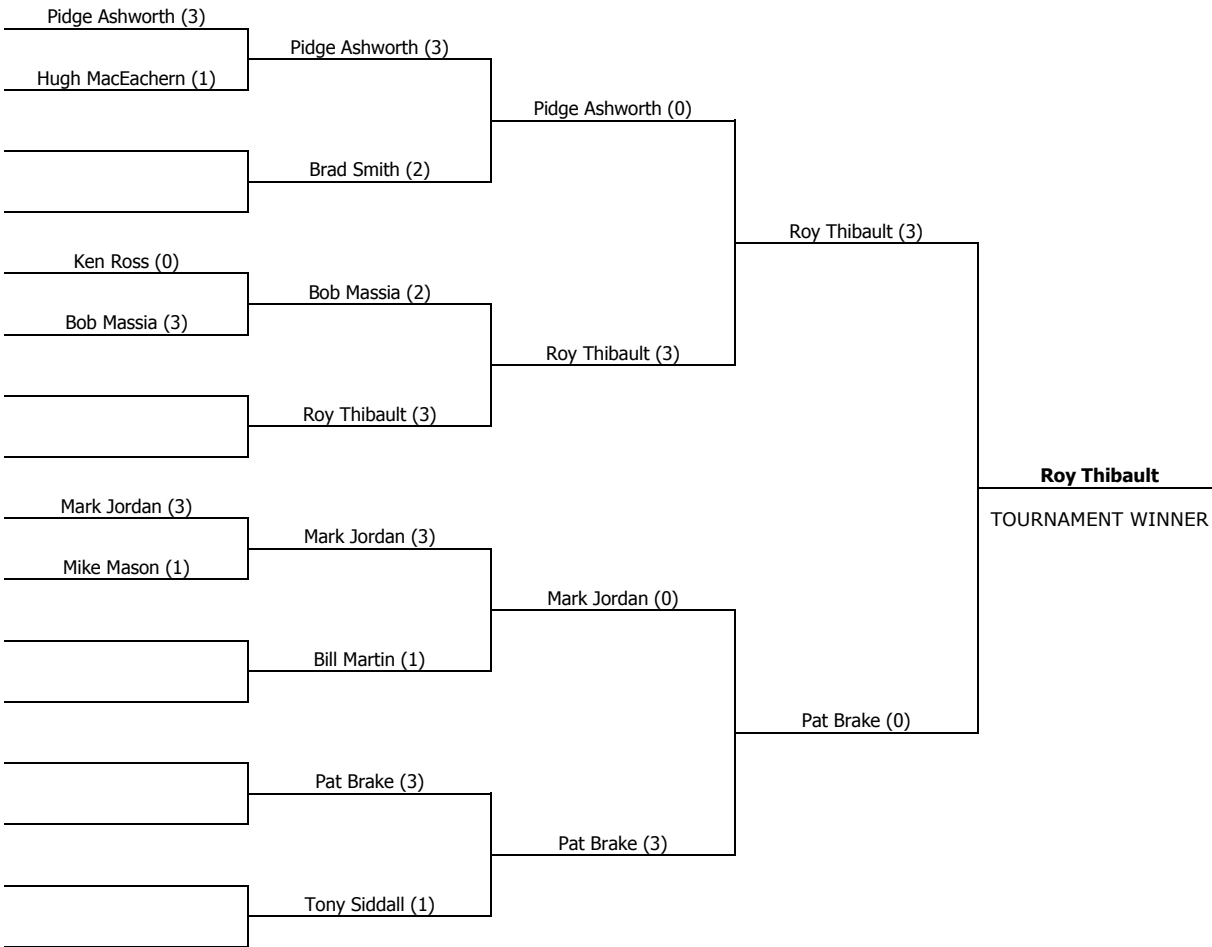 Pidge Ashworth (3)
Pidge Ashworth (3)
Hugh MacEachern (1)
Pidge Ashworth (0)
Brad Smith (2)
Roy Thibault (3)
Ken Ross (0)
Bob Massia (2)
Bob Massia (3)
Roy Thibault (3)
Roy Thibault (3)
Roy Thibault
Mark Jordan (3)
TOURNAMENT WINNER
Mark Jordan (3)
Mike Mason (1)
Mark Jordan (0)
Bill Martin (1)
Pat Brake (0)
Pat Brake (3)
Pat Brake (3)
Tony Siddall (1)